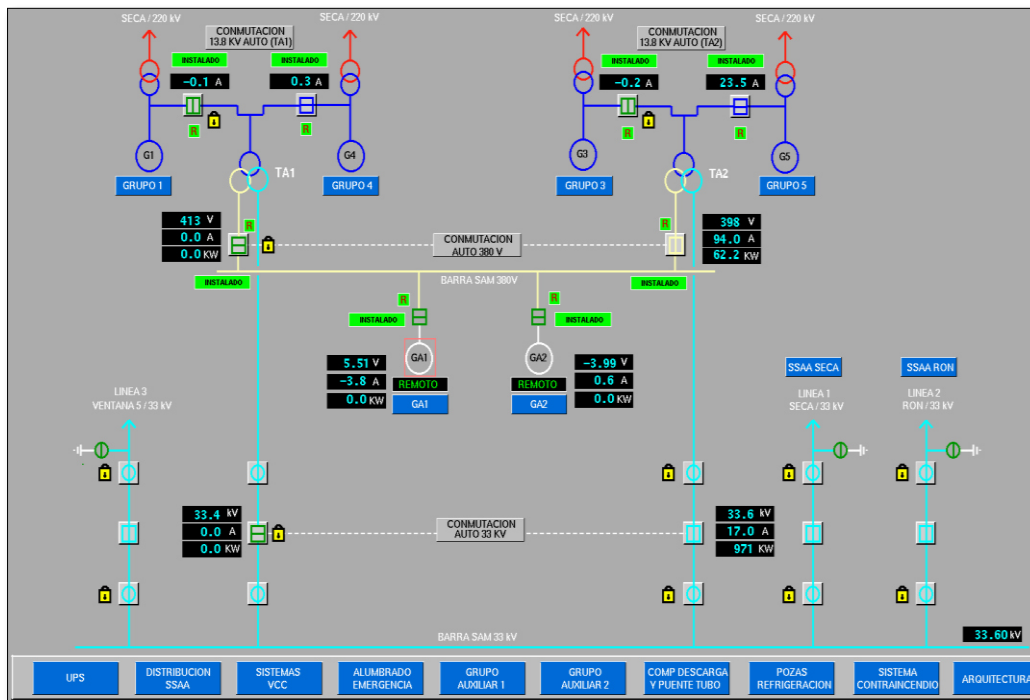 SECA / 220 kV
SECA / 220 kV
SECA / 220 kV
SECA / 220 kV
CONMUTACION
13.8 KV AUTO (TA1)
CONMUTACION
13.8 KV AUTO (TA2)
INSTALADO
INSTALADO
INSTALADO
INSTALADO
-0.1 A
0.3 A
-0.2 A
23.5 A
R
R
R
R
G1
G4
G3
G5
TA1
TA2
GRUPO 1
GRUPO 4
GRUPO 3
GRUPO 5
413 V
0.0 A
0.0 KW
R
CONMUTACION
AUTO 380 V
R
398 V
94.0 A
62.2 KW
INSTALADO
BARRA SAM 380V
INSTALADO
R
R
INSTALADO
INSTALADO
5.51 V
-3.8 A
0.0 KW
GA1
REMOTO
GA1
GA2
REMOTO
GA2
-3.99 V
0.6 A
0.0 KW
SSAA SECA
SSAA RON
LINEA 3
VENTANA 5 / 33 kV
LINEA 1
SECA / 33 kV
LINEA 2
RON / 33 kV
33.4 kV
0.0 A
0.0 KW
CONMUTACION
AUTO 33 KV
33.6 kV
17.0 A
971 KW
BARRA SAM 33 kV
33.60 kV
UPS
DISTRIBUCION
SSAA
SISTEMAS
VCC
ALUMBRADO
EMERGENCIA
GRUPO
AUXILIAR 1
GRUPO
AUXILIAR 2
COMP DESCARGA
Y PUENTE TUBO
POZAS
REFRIGERACION
SISTEMA
CONTRAINCENDIO
ARQUITECTURA